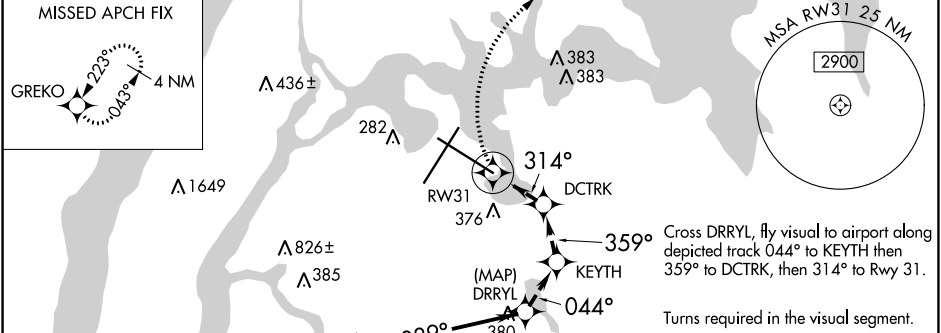 MISSED APCH FIX
GREKO
223°
043°
4 NM
436±
282
383
383
MSA RW31 25 NM
2900
1649
RW31
376
314°
DCTRK
359°
KEYTH
826±
385
(MAP)
DRRYL
044°
380
Cross DRRYL, fly visual to airport along
depicted track 044° to KEYTH then
359° to DCTRK, then 314° to Rwy 31.
Turns required in the visual segment.